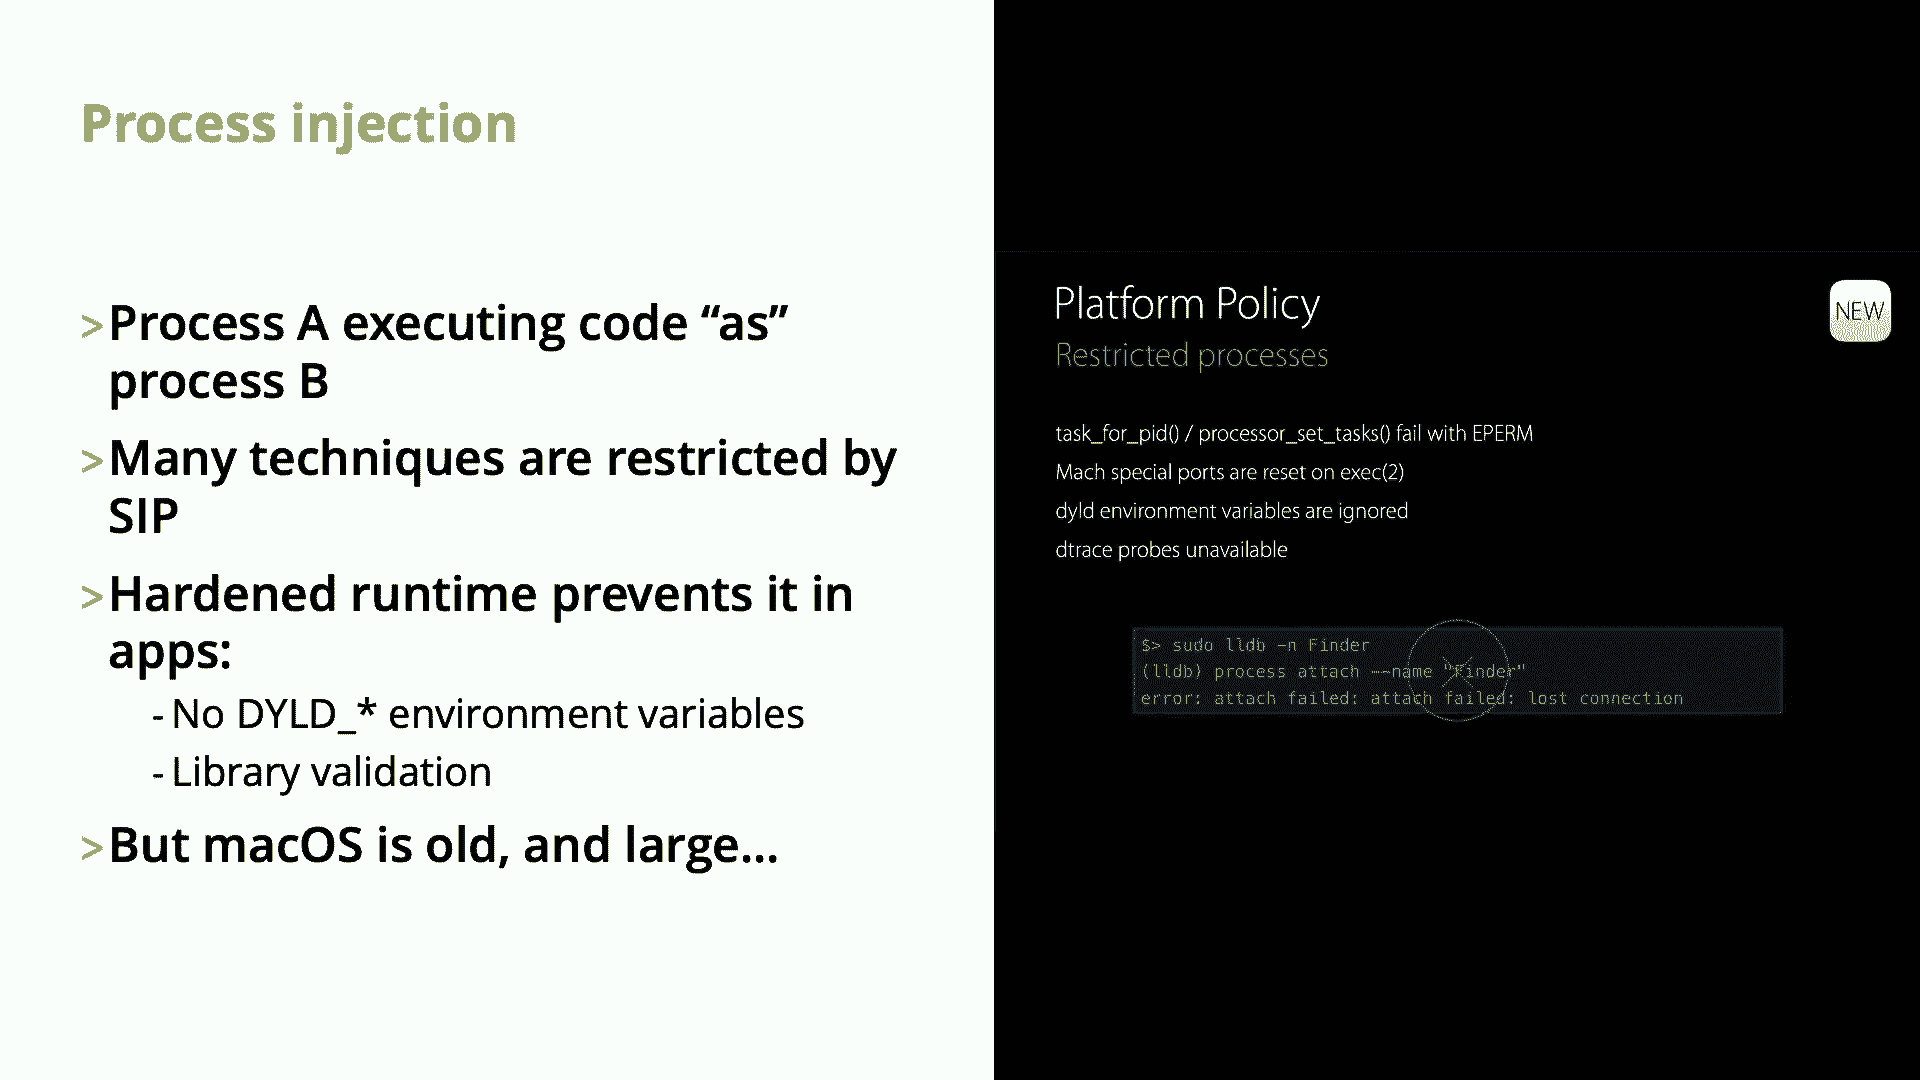 Process injection
> Process A executing code “as”
process B
> Many techniques are restricted by
SIP
> Hardened runtime prevents it in
apps:
- No DYLD_* environment variables
- Library validation
> But macOS is old, and large...
Platform Policy
NEW
Restricted processes
task_for_pid() / processor_set_tasks() fail with EPERM
Mach special ports are reset on exec(2)
dyld environment variables are ignored
dtrace probes unavailable
$> sudo lldb -n Finder
(lldb) process attach --name "Finder"
error: attach failed: attach failed: lost connection